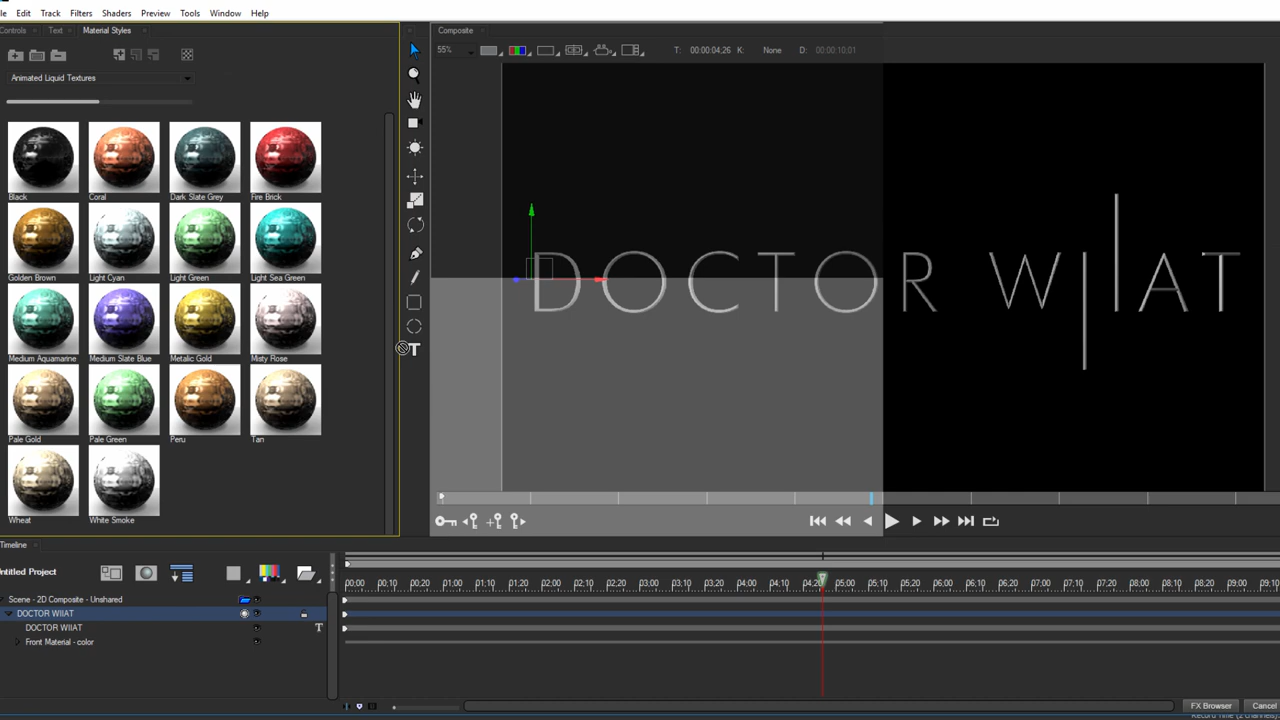 le Edit Track Filters Shaders Preview Tools Window Help
Controls Text Material Styles
Composite
55% T: 00:00:04;26 K: None D: 00:00:10;01
Animated Liquid Textures
Black Coral Dark Slate Grey Fire Brick
Golden Brown Light Cyan Light Green Light Sea Green
Medium Aquamarine Medium Slate Blue Metalic Gold Misty Rose
Pale Gold Pale Green Peru Tan
Wheat White Smoke
T
DOCTOR WIIAT
Timeline
Untitled Project
00:00 00;10 00:20 01:00 01;10 01:20 02:00 02;10 02:20 03:00 03;10 03:20 04:00 04;10 04:20 05:00 05;10 05:20 06:00 06;10 06:20 07:00 07;10 07:20 08:00 08;10 08:20 09:00 09;10
Scene - 2D Composite - Unshared
DOCTOR WIIAT
DOCTOR WIIAT T
Front Material - color
FX Browser Cancel
Record Time (2 channels)